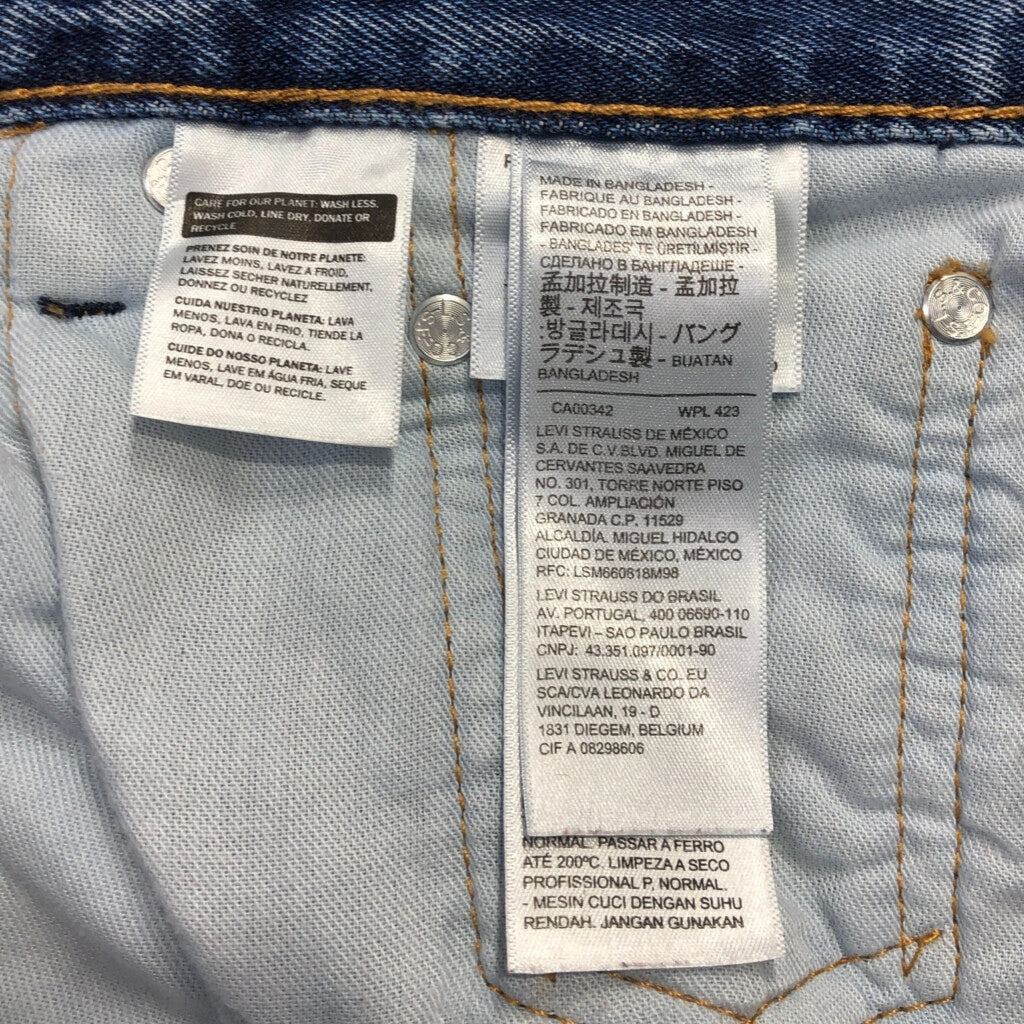 CARE FOR OUR PLANET: WASH LESS,
WASH COLD, LINE DRY, DONATE OR
RECYCLE
PRENEZ SOIN DE NOTRE PLANETE:
LAVEZ MOINS, LAVEZ A FROID,
LAISSEZ SECHER NATURELLEMENT,
DONNEZ OU RECYCLEZ
CUIDA NUESTRO PLANETA: LAVA
MENOS, LAVA EN FRIO, TIENDE LA
ROPA, DONA O RECICLA.
CUIDE DO NOSSO PLANETA: LAVE
MENOS, LAVE EM ÁGUA FRIA, SEQUE
EM VARAL, DOE OU RECICLE.
MADE IN BANGLADESH -
FABRIQUE AU BANGLADESH -
FABRICADO EN BANGLADESH -
FABRICADO EM BANGLADESH
- BANGLADES' TE ÜRETİLMİSTİR -
СДЕЛАНО В БАНГЛАДЕШЕ -
孟加拉制造 - 孟加拉
製 - 제조국
:방글라데시 - バング
ラデシュ製 - BUATAN
BANGLADESH
CA00342 WPL 423
LEVI STRAUSS DE MÉXICO
S.A. DE C.V.BLVD. MIGUEL DE
CERVANTES SAAVEDRA
NO. 301, TORRE NORTE PISO
7 COL. AMPLIACIÓN
GRANADA C.P. 11529
ALCALDÍA. MIGUEL HIDALGO
CIUDAD DE MÉXICO, MÉXICO
RFC: LSM660618M98
LEVI STRAUSS DO BRASIL
AV. PORTUGAL, 400 06690-110
ITAPEVI – SAO PAULO BRASIL
CNPJ: 43.351.097/0001-90
LEVI STRAUSS & CO. EU
SCA/CVA LEONARDO DA
VINCILAAN, 19 - D
1831 DIEGEM, BELGIUM
CIF A 08298606
NORMAL. PASSAR A FERRO
ATÉ 200ºC. LIMPEZA A SECO
PROFISSIONAL P, NORMAL.
- MESIN CUCI DENGAN SUHU
RENDAH. JANGAN GUNAKAN